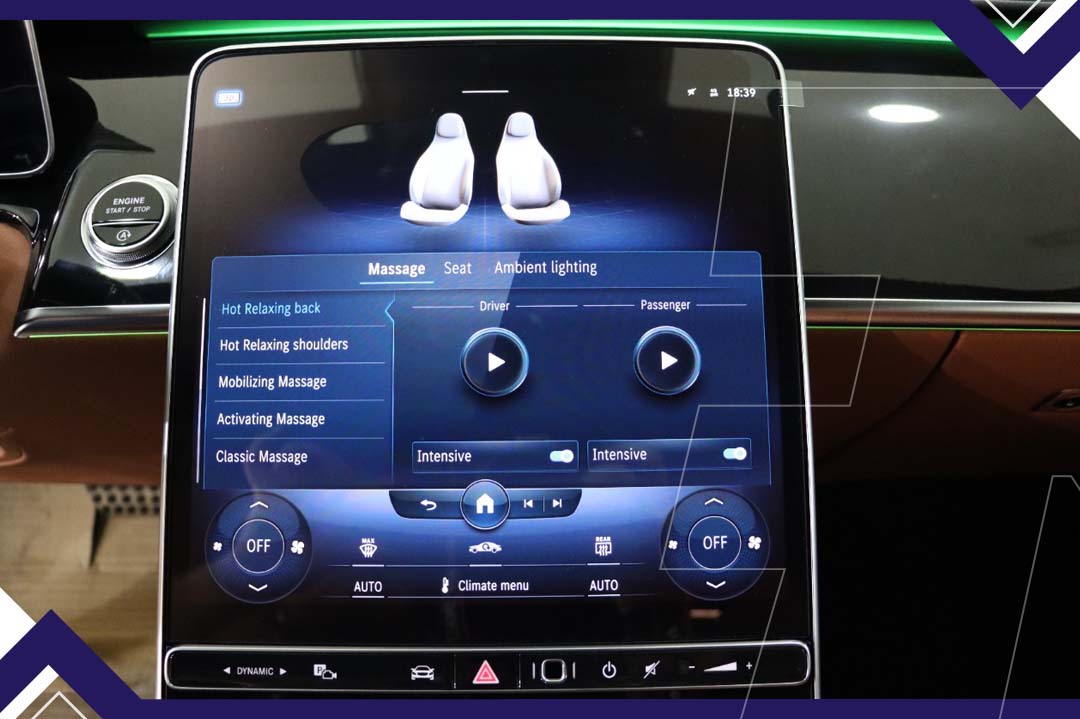 18:39
ENGINE
START / STOP
A
Massage Seat Ambient lighting
Hot Relaxing back
Hot Relaxing shoulders
Mobilizing Massage
Activating Massage
Classic Massage
Driver
Passenger
Intensive
Intensive
OFF
MAX
REAR
OFF
AUTO
Climate menu
AUTO
DYNAMIC
P